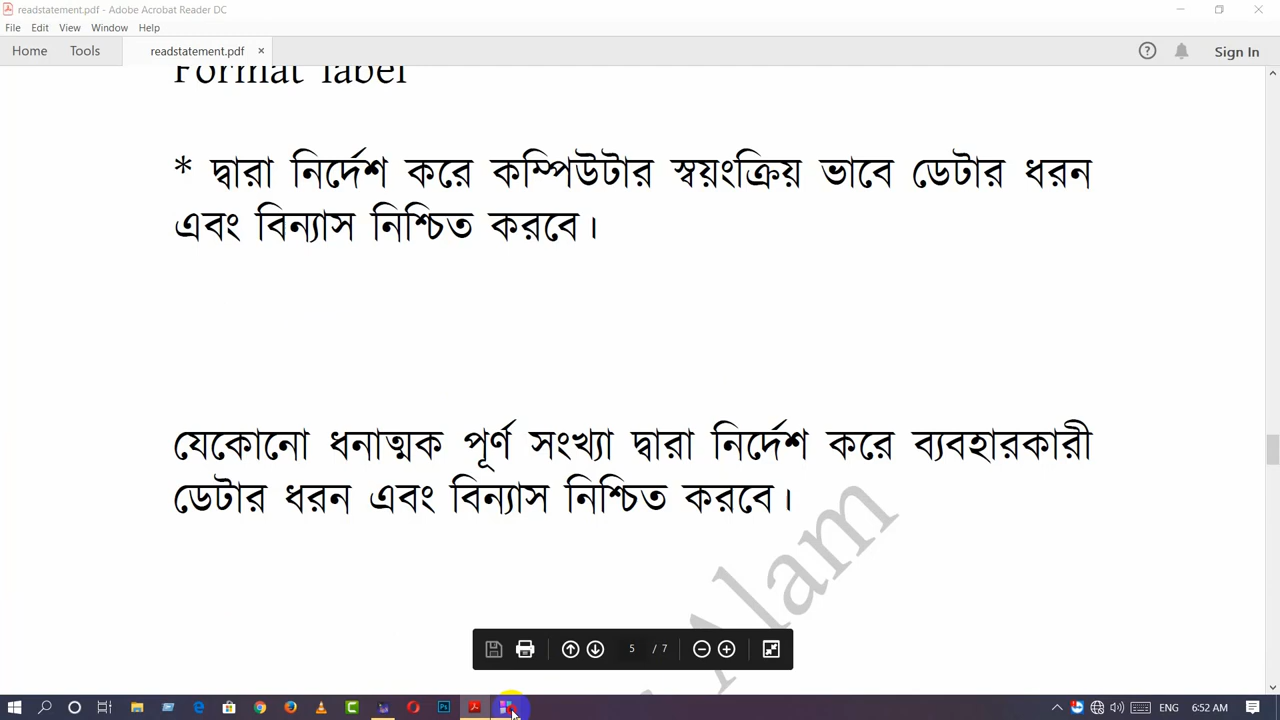 readstatement.pdf - Adobe Acrobat Reader DC
File Edit View Window Help
Home Tools readstatement.pdf × Sign In
Format label
* দ্বারা নির্দেশ করে কম্পিউটার স্বয়ংক্রিয় ভাবে ডেটার ধরন
এবং বিন্যাস নিশ্চিত করবে।
যেকোনো ধনাত্মক পূর্ণ সংখ্যা দ্বারা নির্দেশ করে ব্যবহারকারী
ডেটার ধরন এবং বিন্যাস নিশ্চিত করবে।
Alam
5 / 7
ENG 6:52 AM